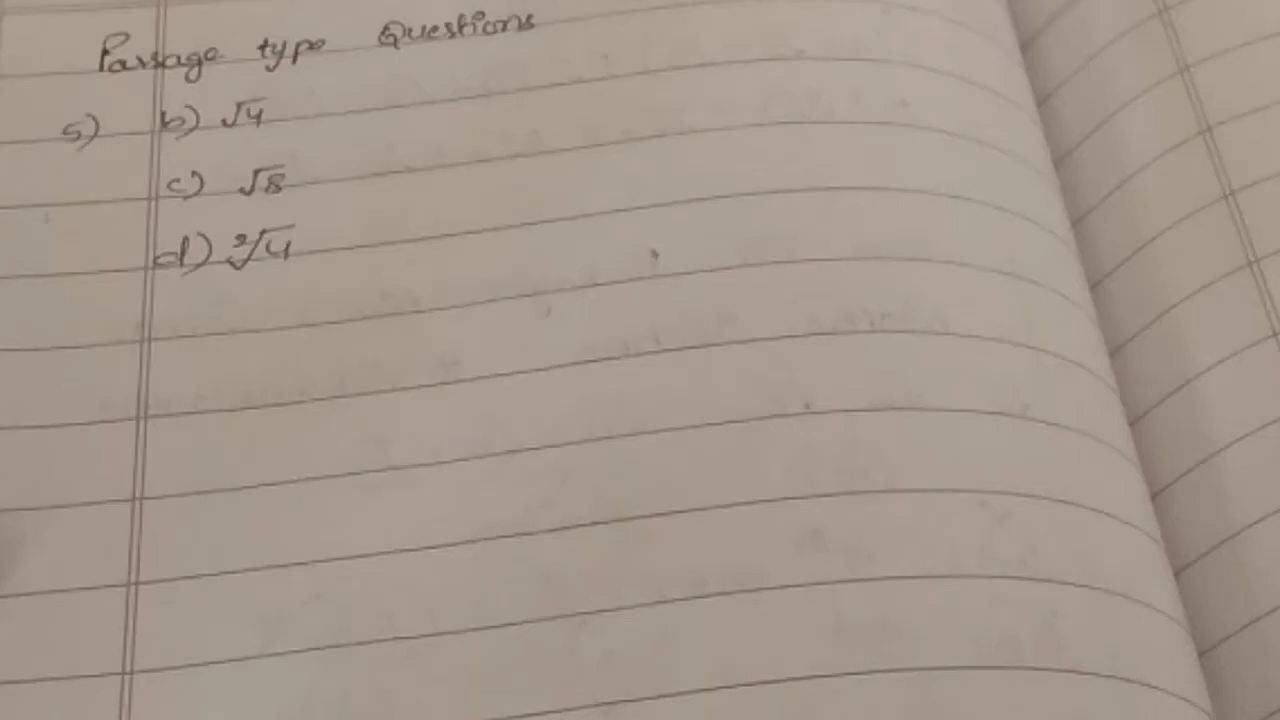 Passage type Questions
5) b) √4
c) √8
d) ∛4